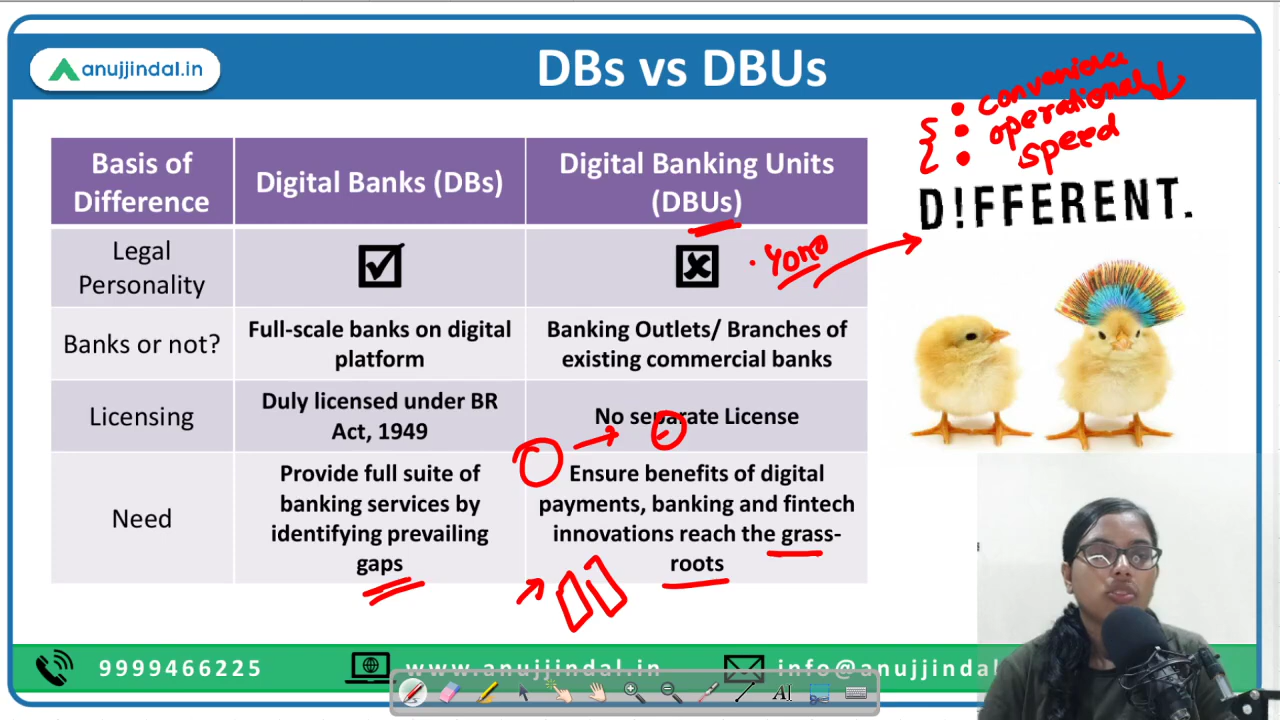 anujjindal.in
DBs vs DBUs
• convenience
• operational ↓
• speed
D!FFERENT.
Basis of
Difference
Digital Banks (DBs)
Digital Banking Units
(DBUs)
Legal
Personality
• Yono
Banks or not?
Full-scale banks on digital
platform
Banking Outlets/ Branches of
existing commercial banks
Licensing
Duly licensed under BR
Act, 1949
No separate License
Need
Provide full suite of
banking services by
identifying prevailing
gaps
Ensure benefits of digital
payments, banking and fintech
innovations reach the grass-
roots
9999466225
www.anujjindal.in
info@anujjindal
A